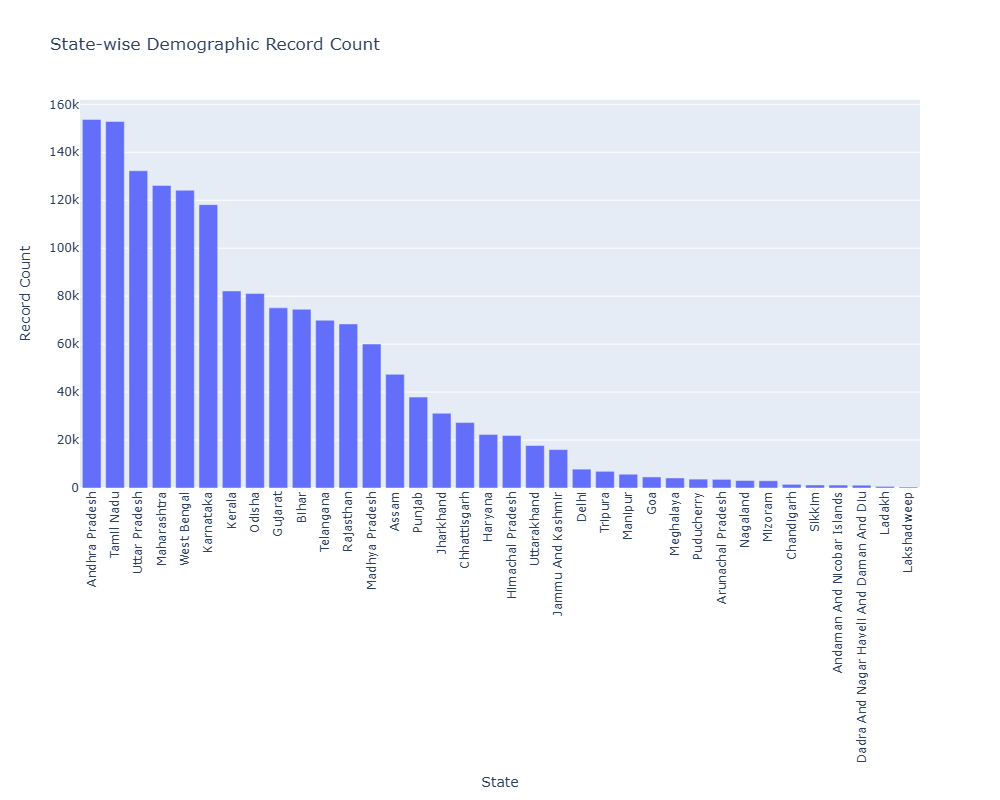 State-wise Demographic Record Count
160k
140k
120k
100k
80k
60k
40k
20k
0
Record Count
Andhra Pradesh
Tamil Nadu
Uttar Pradesh
Maharashtra
West Bengal
Karnataka
Kerala
Odisha
Gujarat
Bihar
Telangana
Rajasthan
Madhya Pradesh
Assam
Punjab
Jharkhand
Chhattisgarh
Haryana
Himachal Pradesh
Uttarakhand
Jammu And Kashmir
Delhi
Tripura
Manipur
Goa
Meghalaya
Puducherry
Arunachal Pradesh
Nagaland
Mizoram
Chandigarh
Sikkim
Andaman And Nicobar Islands
Dadra And Nagar Haveli And Daman And Diu
Ladakh
Lakshadweep
State